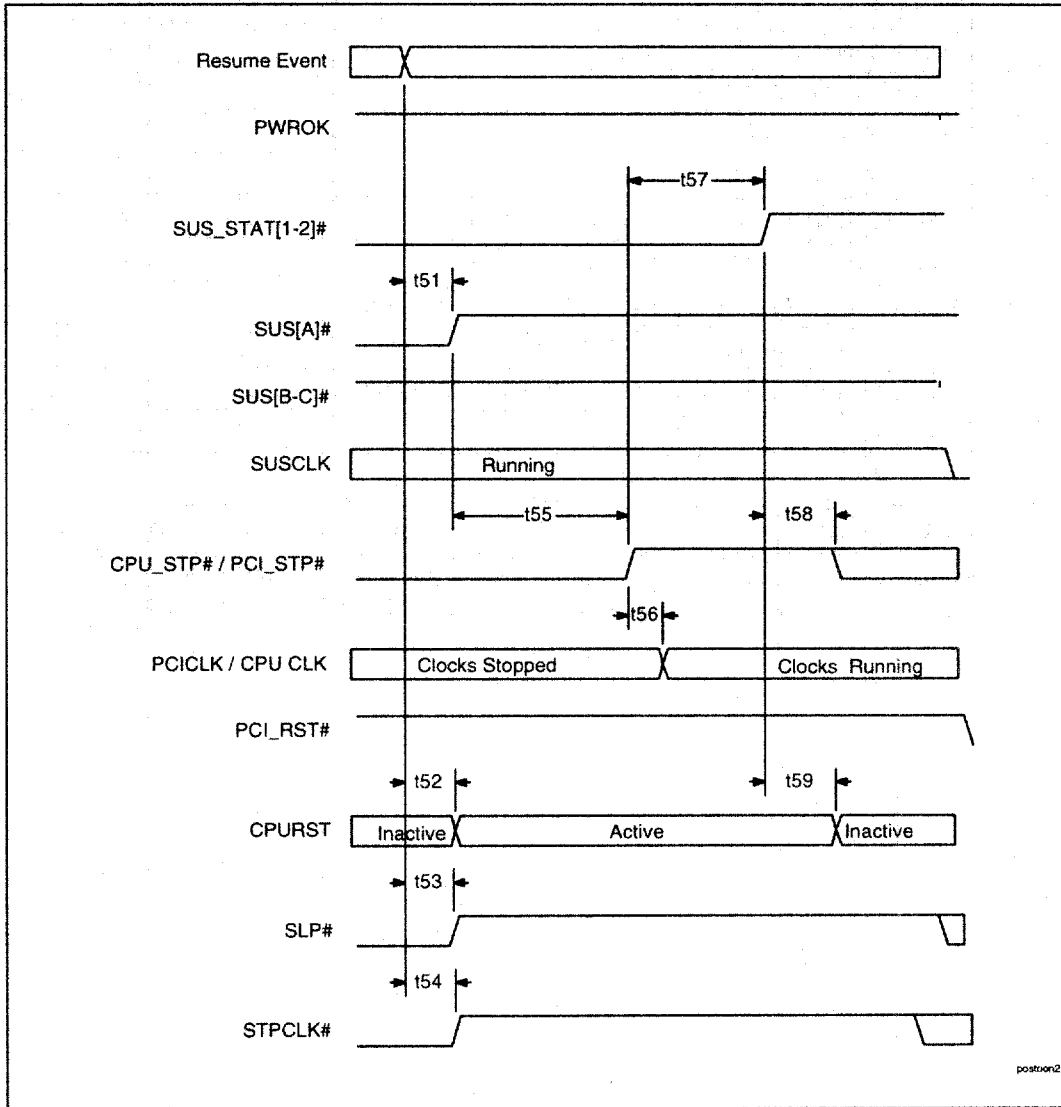 Resume Event
PWROK
t57
SUS_STAT[1-2]#
t51
SUS[A]#
SUS[B-C]#
SUSCLK
Running
t55
t58
CPU_STP# / PCI_STP#
t56
PCICLK / CPU CLK
Clocks Stopped
Clocks Running
PCI_RST#
t52
t59
CPURST
Inactive
Active
Inactive
t53
SLP#
t54
STPCLK#